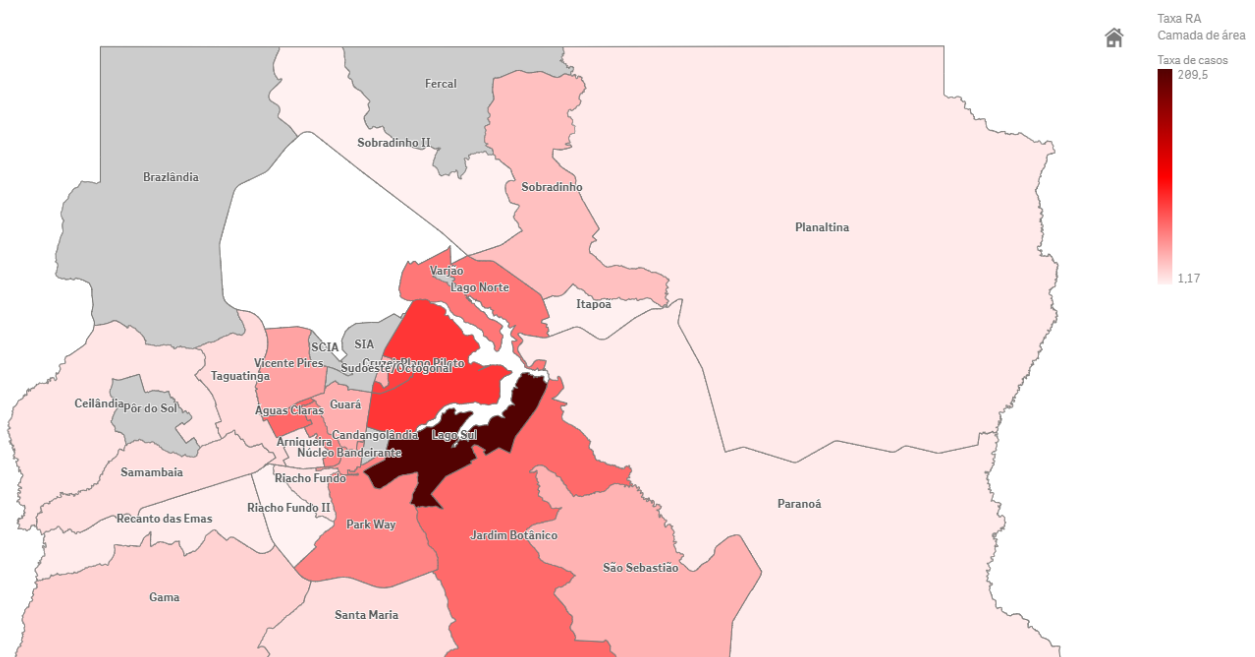 Taxa RA
Camada de área
Taxa de casos
209,5
1,17
Fercal
Sobradinho II
Brazlândia
Sobradinho
Planaltina
Varjão
Lago Norte
Itapoa
SIA
SCIA
Vicente Pires
Plano Piloto
Sudoeste/Octogonal
Taguatinga
Ceilândia
Pôr do Sol
Águas Claras
Guará
Candangolândia
Lago Sul
Arniqueira
Núcleo Bandeirante
Samambaia
Riacho Fundo
Paranoá
Riacho Fundo II
Recanto das Emas
Park Way
Jardim Botânico
São Sebastião
Gama
Santa Maria